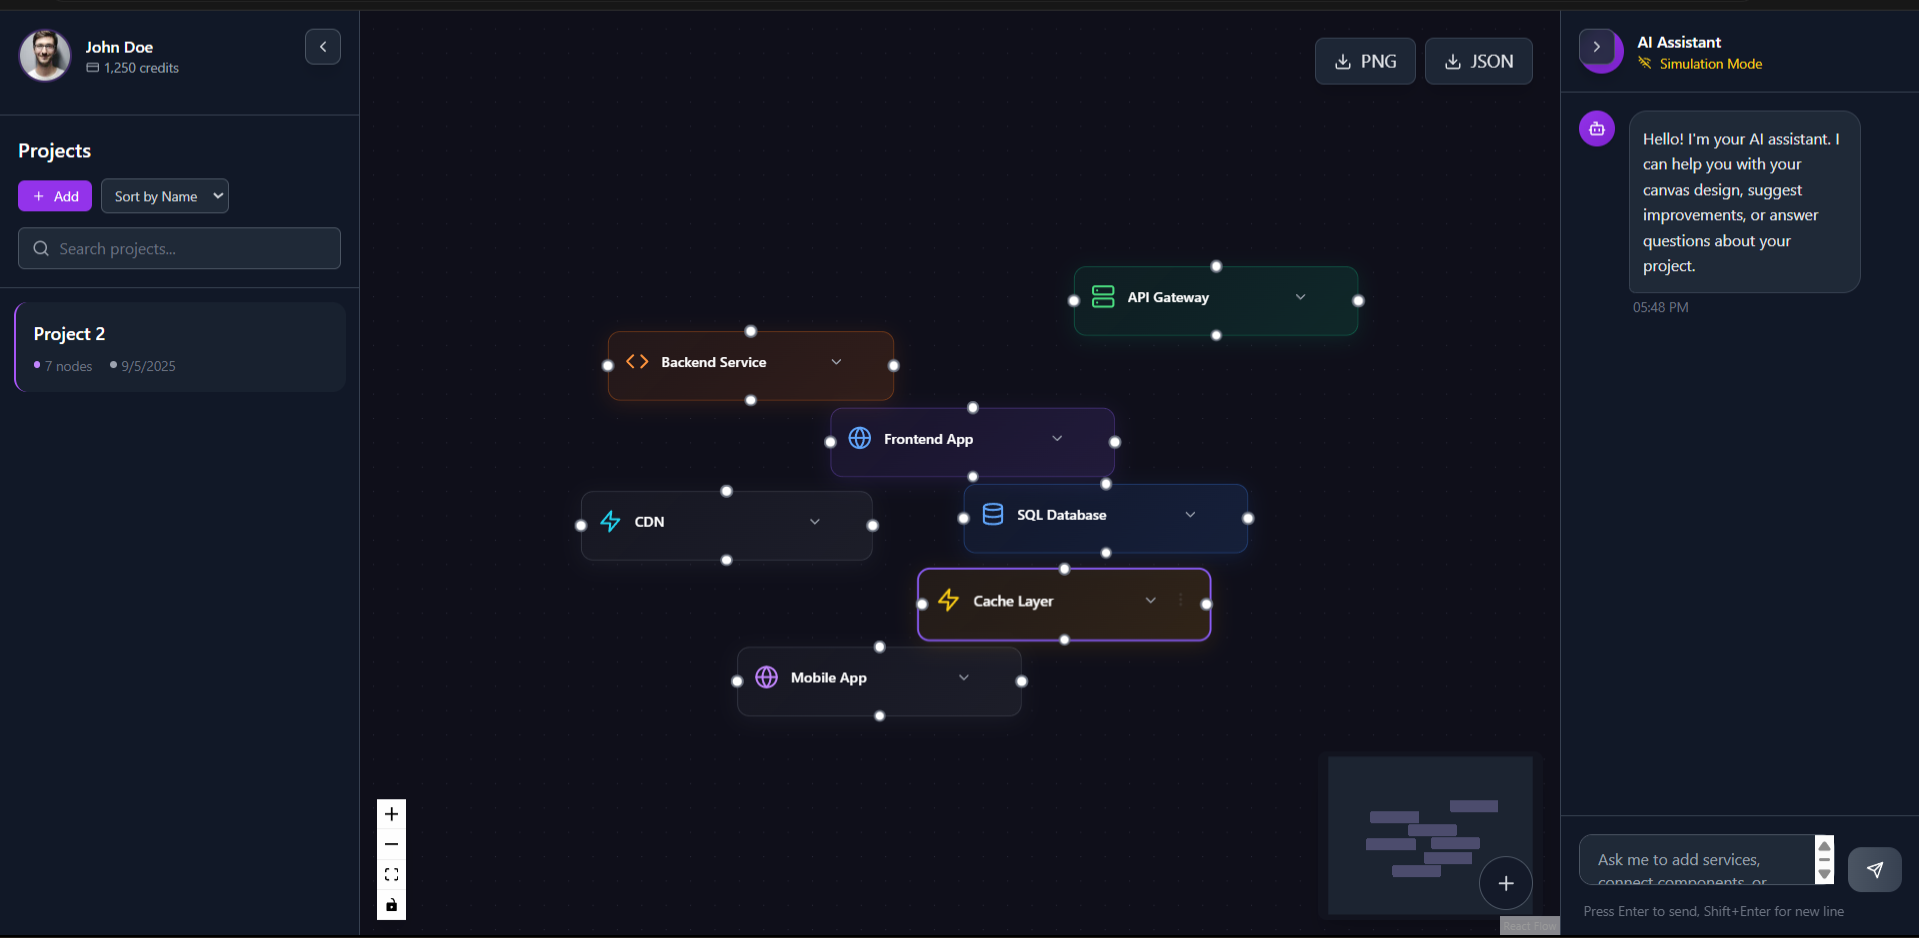 John Doe
1,250 credits
Projects
Add
Sort by Name
Search projects...
Project 2
7 nodes
9/5/2025
PNG
JSON
API Gateway
Backend Service
Frontend App
CDN
SQL Database
Cache Layer
Mobile App
React Flow
AI Assistant
Simulation Mode
Hello! I'm your AI assistant. I
can help you with your
canvas design, suggest
improvements, or answer
questions about your
project.
05:48 PM
Ask me to add services,
connect components, or
Press Enter to send, Shift+Enter for new line